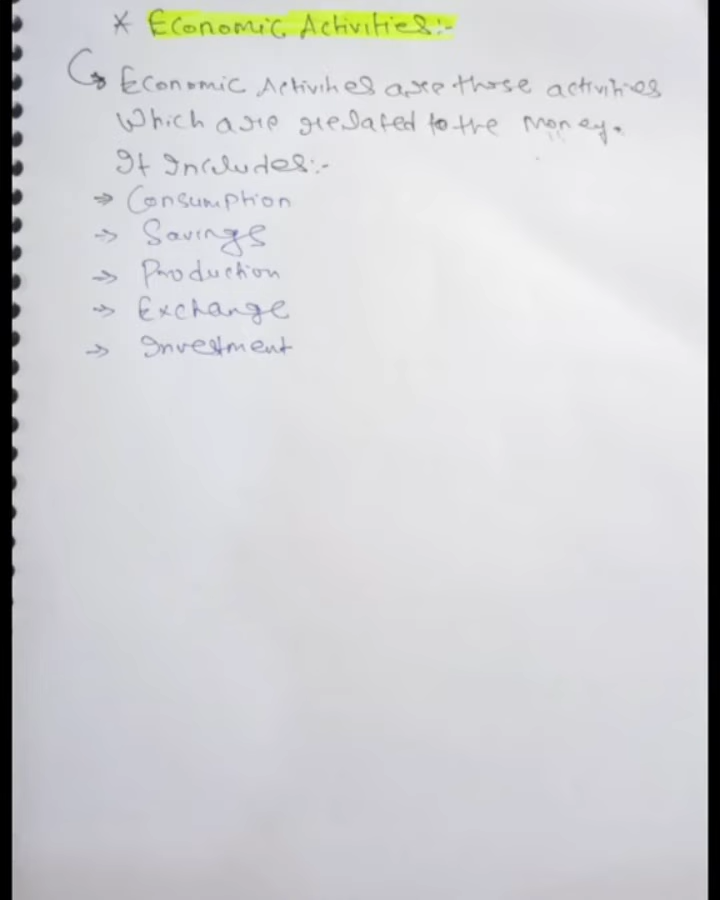 * Economic Activities:-
↳ Economic Activities are those activities
which are related to the money.
It Includes:-
→ Consumption
→ Savings
→ Production
→ Exchange
→ Investment